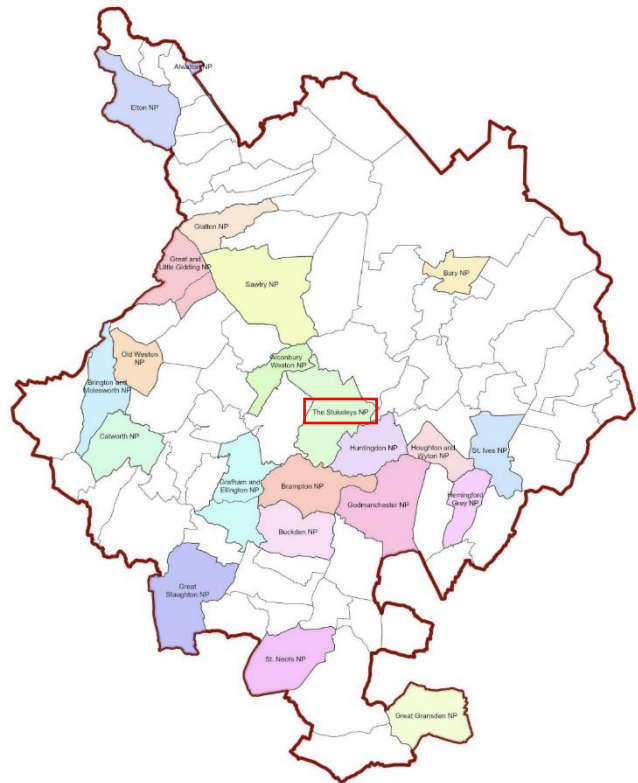 Alwalton NP
Elton NP
Glatton NP
Great and
Little Gidding NP
Sawtry NP
Bury NP
Old Weston
NP
Alconbury
Weston NP
Brington and
Molesworth NP
The Stukeleys NP
Catworth NP
Huntingdon NP
Houghton and
Wyton NP
St. Ives NP
Grafham and
Ellington NP
Brampton NP
Godmanchester NP
Hemingford
Grey NP
Buckden NP
Great
Staughton NP
St. Neots NP
Great Gransden NP